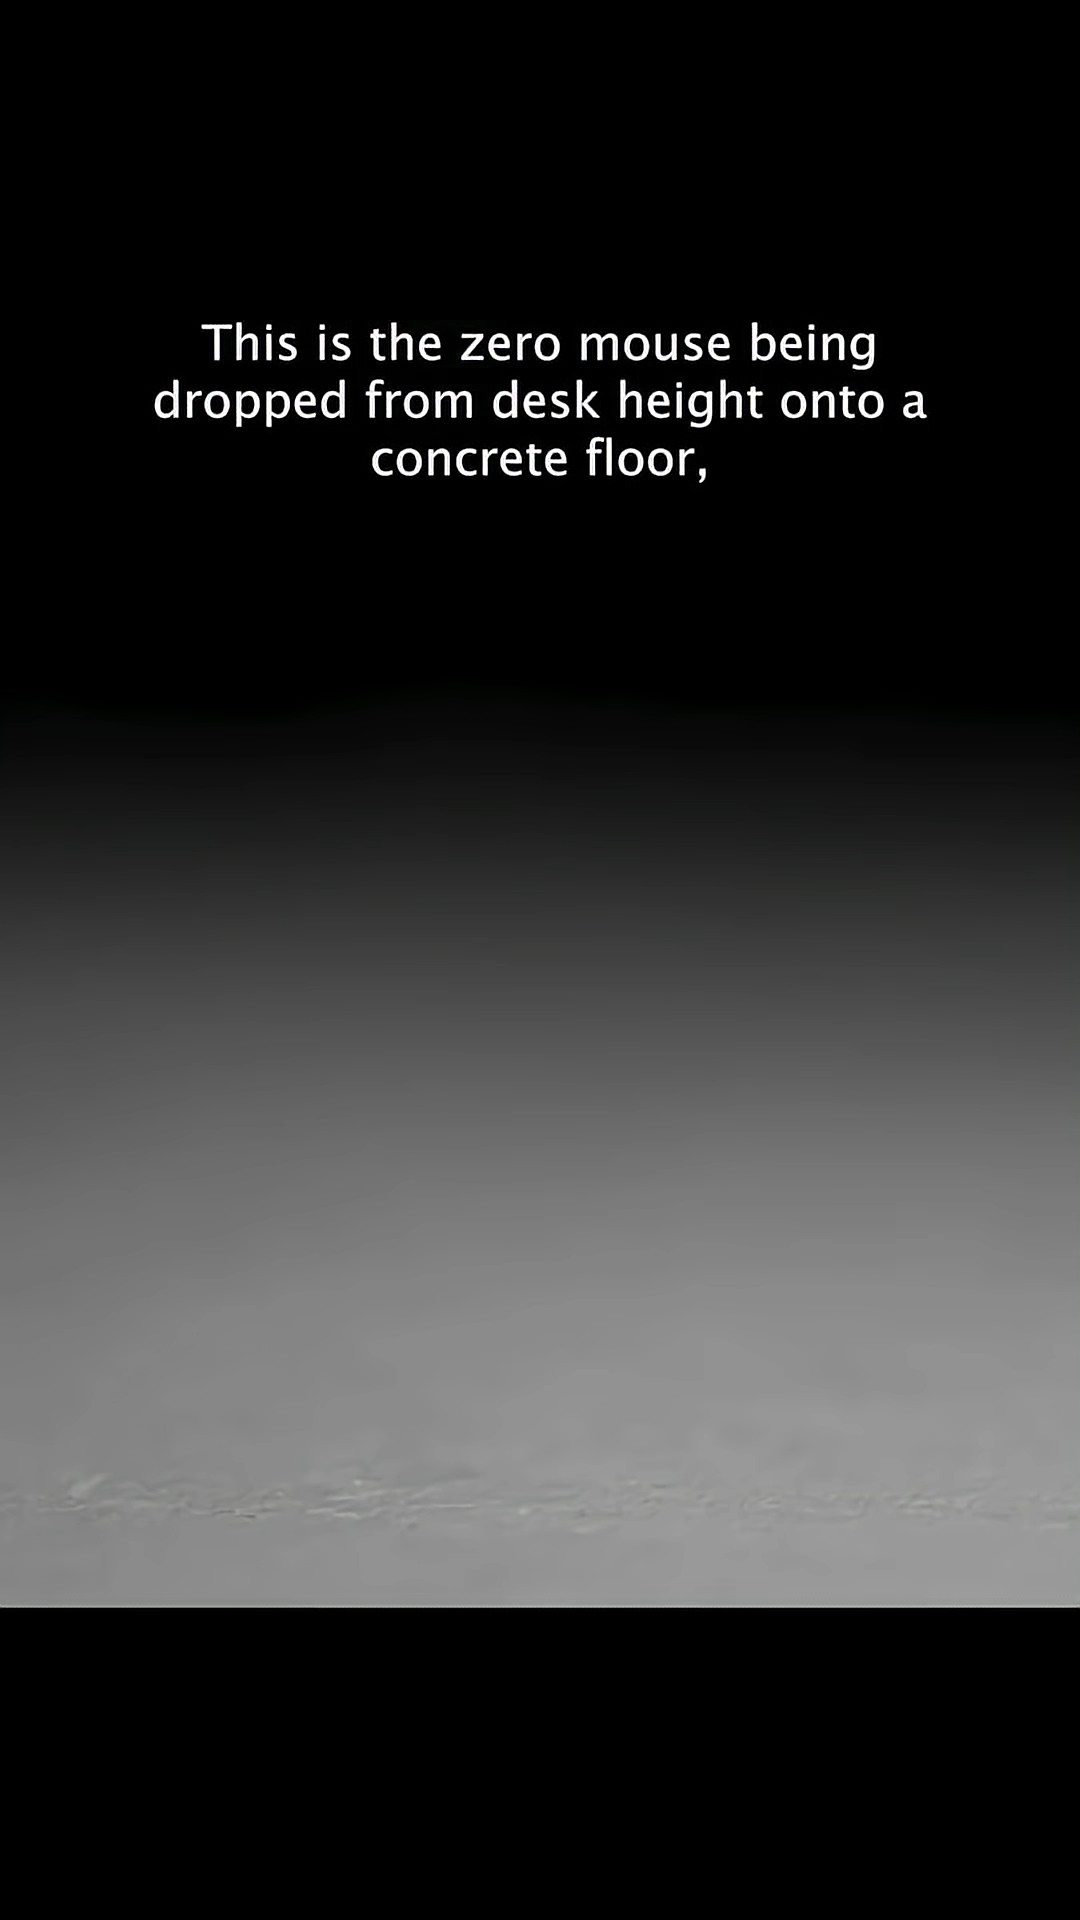 This is the zero mouse being
dropped from desk height onto a
concrete floor,